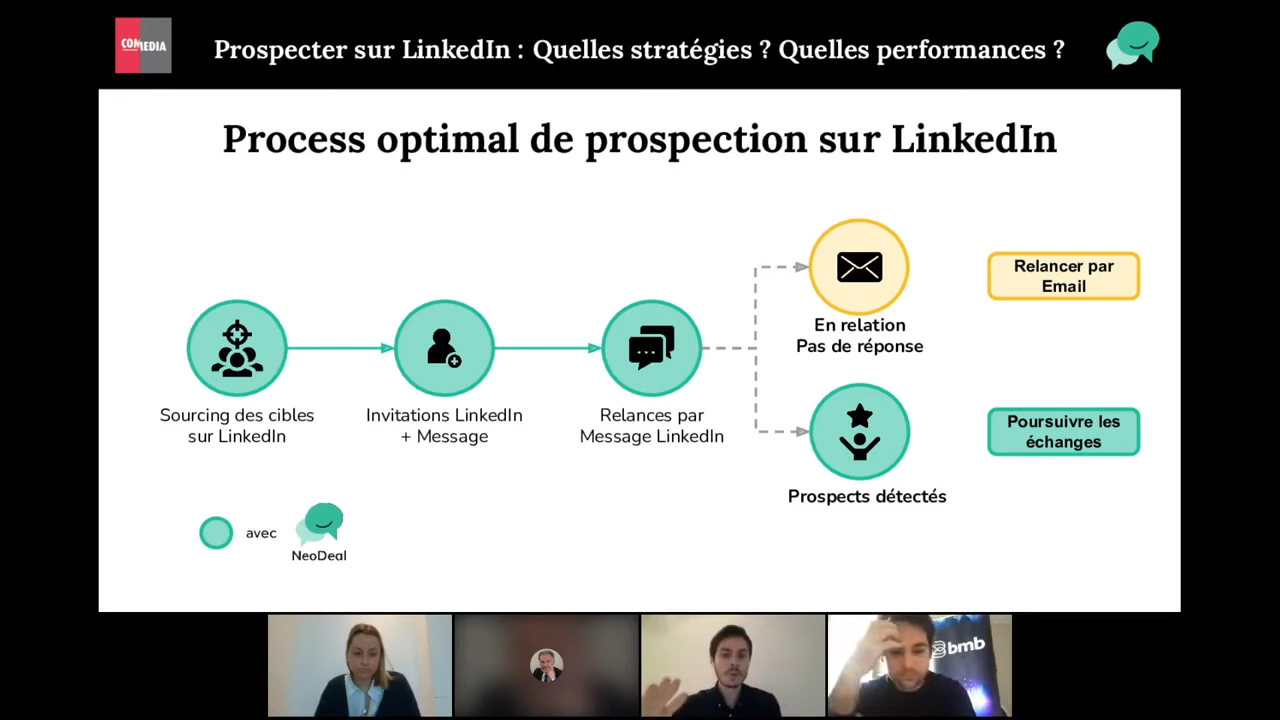 COMMEDIA
Prospecter sur LinkedIn : Quelles stratégies ? Quelles performances ?
Process optimal de prospection sur LinkedIn
Relancer par
Email
En relation
Pas de réponse
Sourcing des cibles
sur LinkedIn
Invitations LinkedIn
+ Message
Relances par
Message LinkedIn
Poursuivre les
échanges
Prospects détectés
avec
NeoDeal
bmb